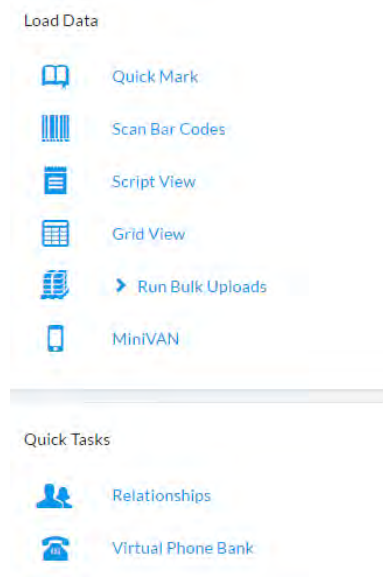 Load Data
Quick Mark
Scan Bar Codes
Script View
Grid View
Run Bulk Uploads
MiniVAN
Quick Tasks
Relationships
Virtual Phone Bank